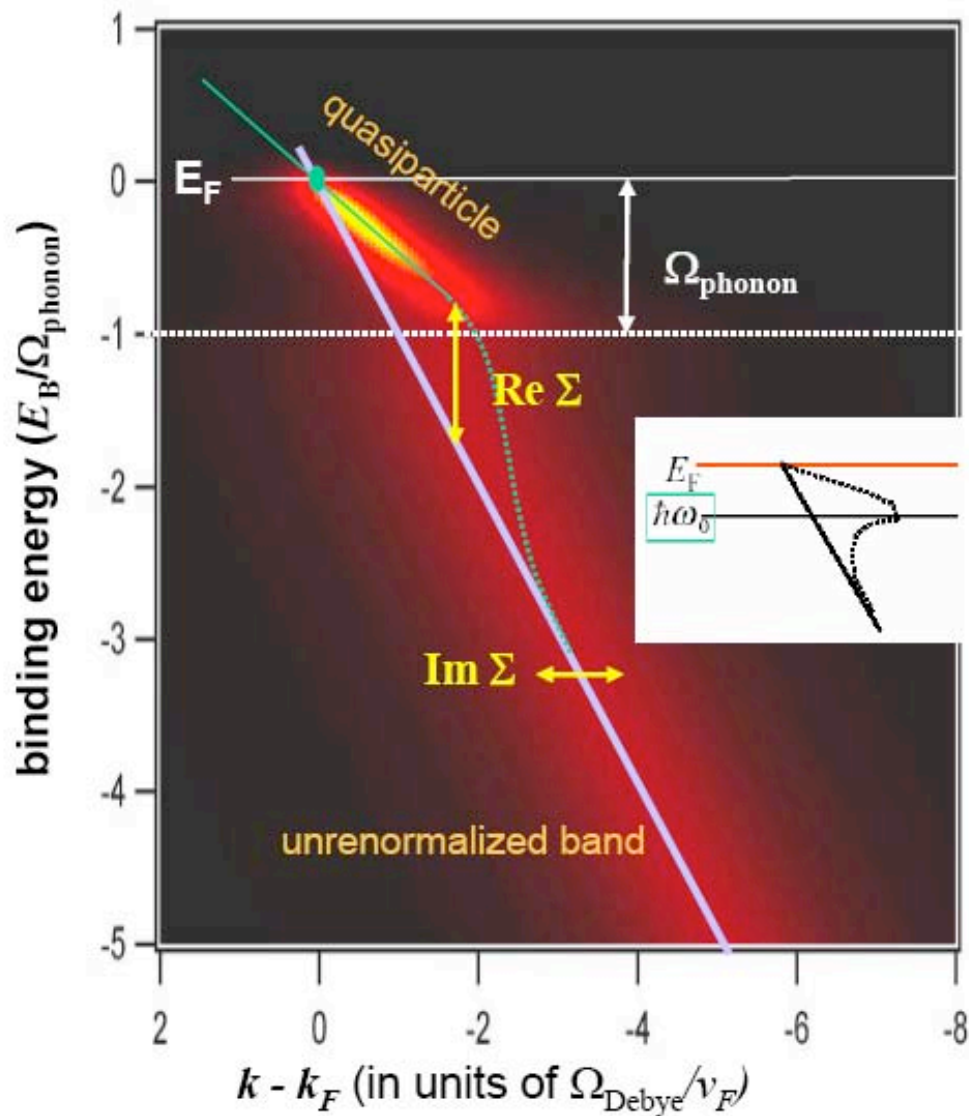 1
0
-1
-2
-3
-4
-5
binding energy (E_B/Ω_phonon)
E_F
quasiparticle
Ω_phonon
Re Σ
E_F
ħω₀
Im Σ
unrenormalized band
2 0 -2 -4 -6 -8
k - k_F (in units of Ω_Debye/v_F)